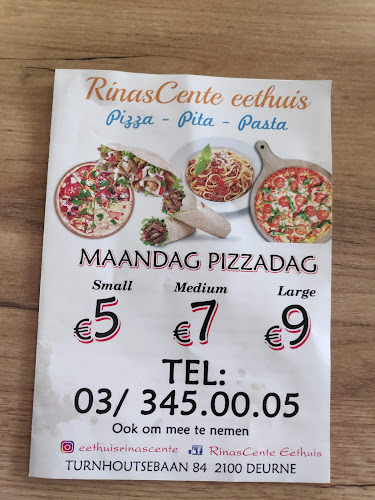 RinasCente eethuis
Pizza - Pita - Pasta
MAANDAG PIZZADAG
Small Medium Large
€5 €7 €9
TEL:
03/ 345.00.05
Ook om mee te nemen
eethuisrinascente RinasCente Eethuis
TURNHOUTSEBAAN 84 2100 DEURNE